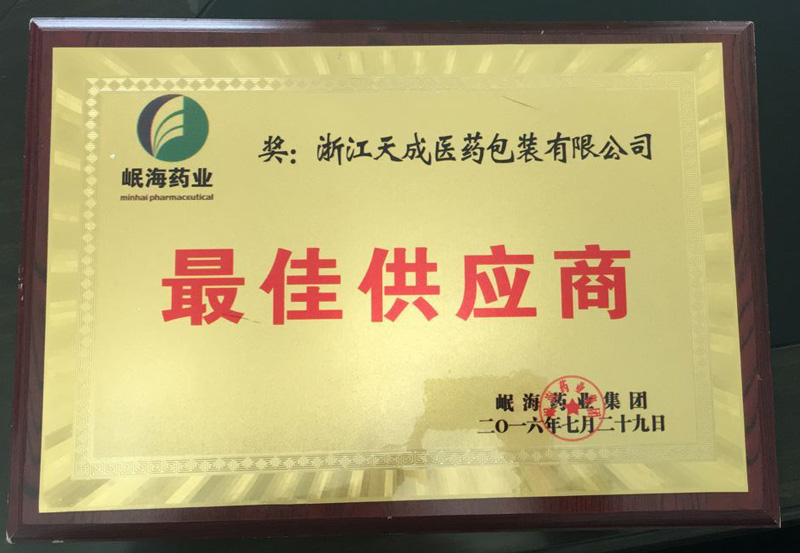 岷海药业
minhai pharmaceutical
奖：浙江天成医药包装有限公司
最佳供应商
岷海药业集团
二〇一六年七月二十九日